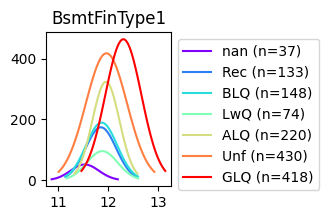 BsmtFinType1
400
200
0
11
12
13
nan (n=37)
Rec (n=133)
BLQ (n=148)
LwQ (n=74)
ALQ (n=220)
Unf (n=430)
GLQ (n=418)